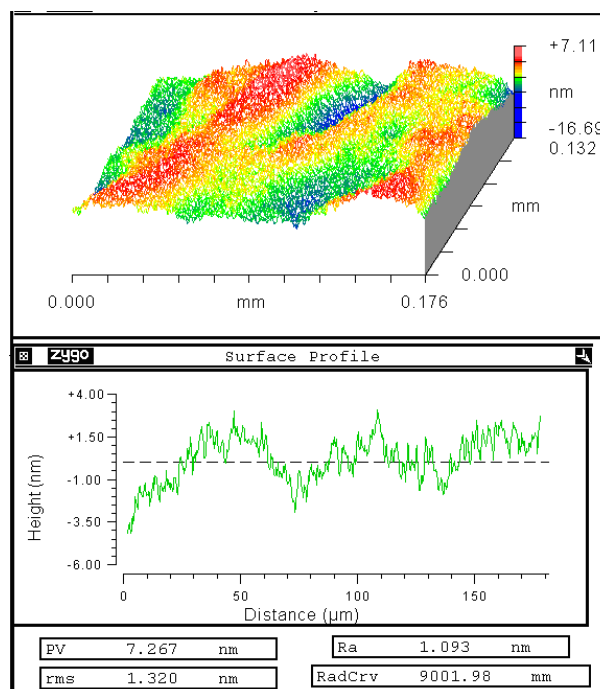 +7.11
nm
-16.69
0.132
mm
0.000
0.000 mm 0.176
zygo Surface Profile
+4.00
+1.50
-1.00
-3.50
-6.00
Height (nm)
0 50 100 150
Distance (µm)
PV 7.267 nm
Ra 1.093 nm
rms 1.320 nm
RadCrv 9001.98 mm